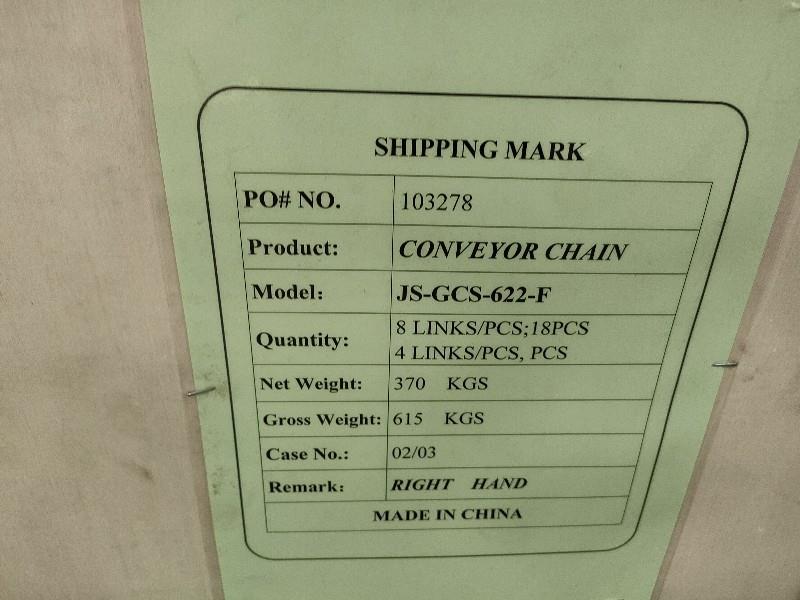 SHIPPING MARK
PO# NO. 103278
Product: CONVEYOR CHAIN
Model: JS-GCS-622-F
Quantity: 8 LINKS/PCS;18PCS
4 LINKS/PCS, PCS
Net Weight: 370 KGS
Gross Weight: 615 KGS
Case No.: 02/03
Remark: RIGHT HAND
MADE IN CHINA